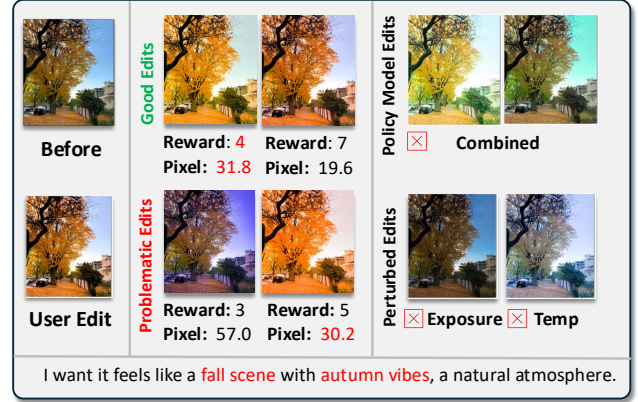 Before
User Edit
Good Edits
Reward: 4
Pixel: 31.8
Reward: 7
Pixel: 19.6
Problematic Edits
Reward: 3
Pixel: 57.0
Reward: 5
Pixel: 30.2
Policy Model Edits
Combined
Perturbed Edits
Exposure
Temp
I want it feels like a fall scene with autumn vibes, a natural atmosphere.